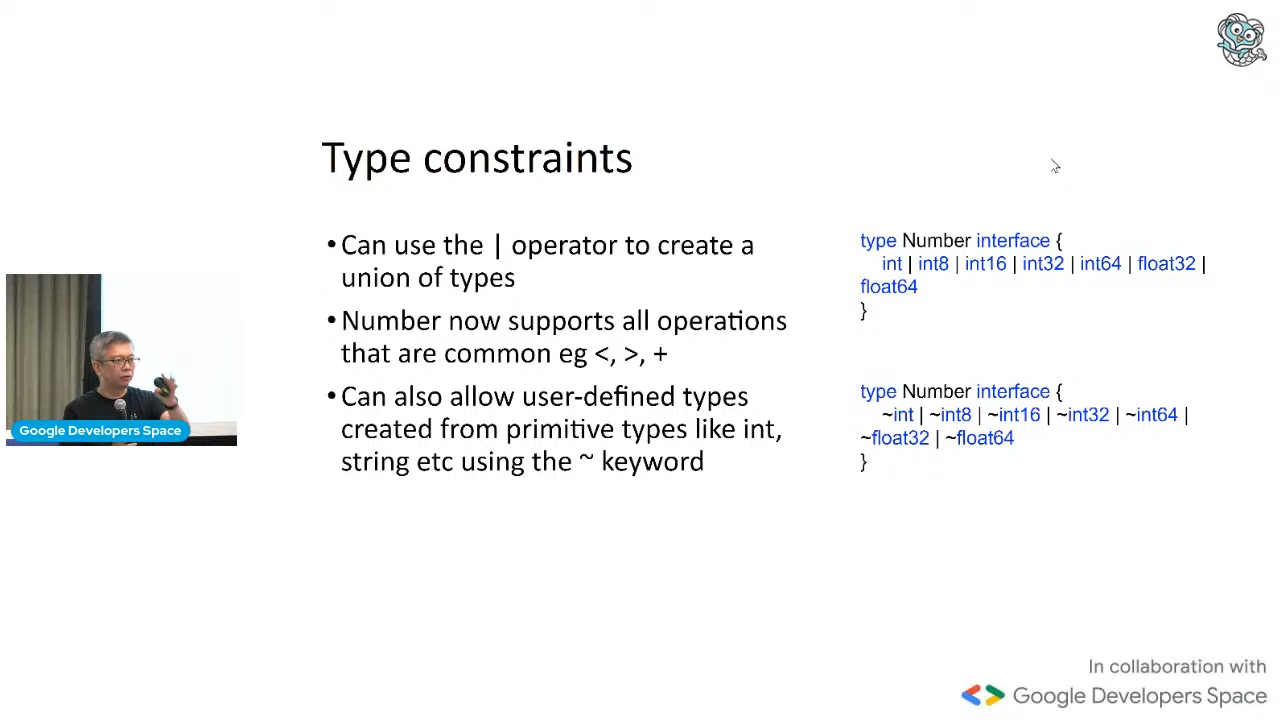 Type constraints
•Can use the | operator to create a
union of types
•Number now supports all operations
that are common eg <, >, +
•Can also allow user-defined types
created from primitive types like int,
string etc using the ~ keyword
type Number interface {
int | int8 | int16 | int32 | int64 | float32 |
float64
}
type Number interface {
~int | ~int8 | ~int16 | ~int32 | ~int64 |
~float32 | ~float64
}
Google Developers Space
In collaboration with
Google Developers Space